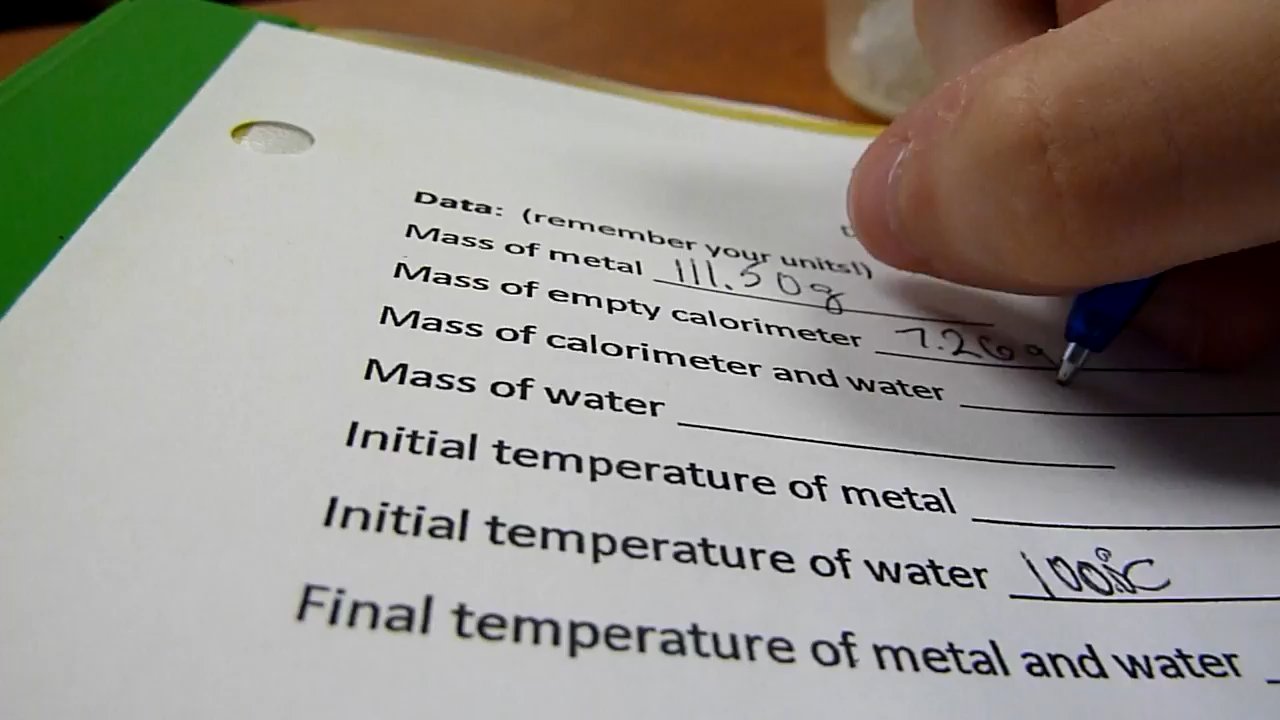 Data: (remember your units!)
Mass of metal 111.50g
Mass of empty calorimeter 7.26g
Mass of calorimeter and water
Mass of water
Initial temperature of metal
Initial temperature of water 100°C
Final temperature of metal and water